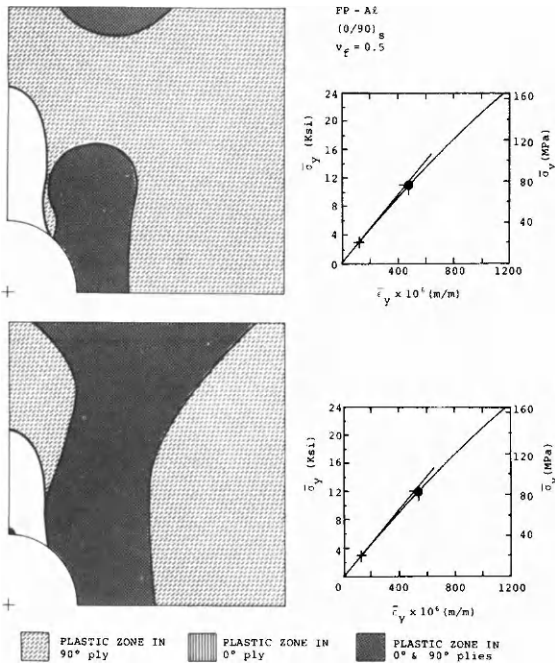 FP - Aℓ
(0/90)s
vf = 0.5
24
20
16
12
8
4
0
σ̄y (Ksi)
160
120
80
40
σ̄y (MPa)
0 400 800 1200
ε̄y x 10⁶ (m/m)
24
20
16
12
8
4
0
σ̄y (Ksi)
160
120
80
40
σ̄y (MPa)
0 400 800 1200
ε̄y x 10⁶ (m/m)
PLASTIC ZONE IN
90° ply
PLASTIC ZONE IN
0° ply
PLASTIC ZONE IN
0° & 90° plies